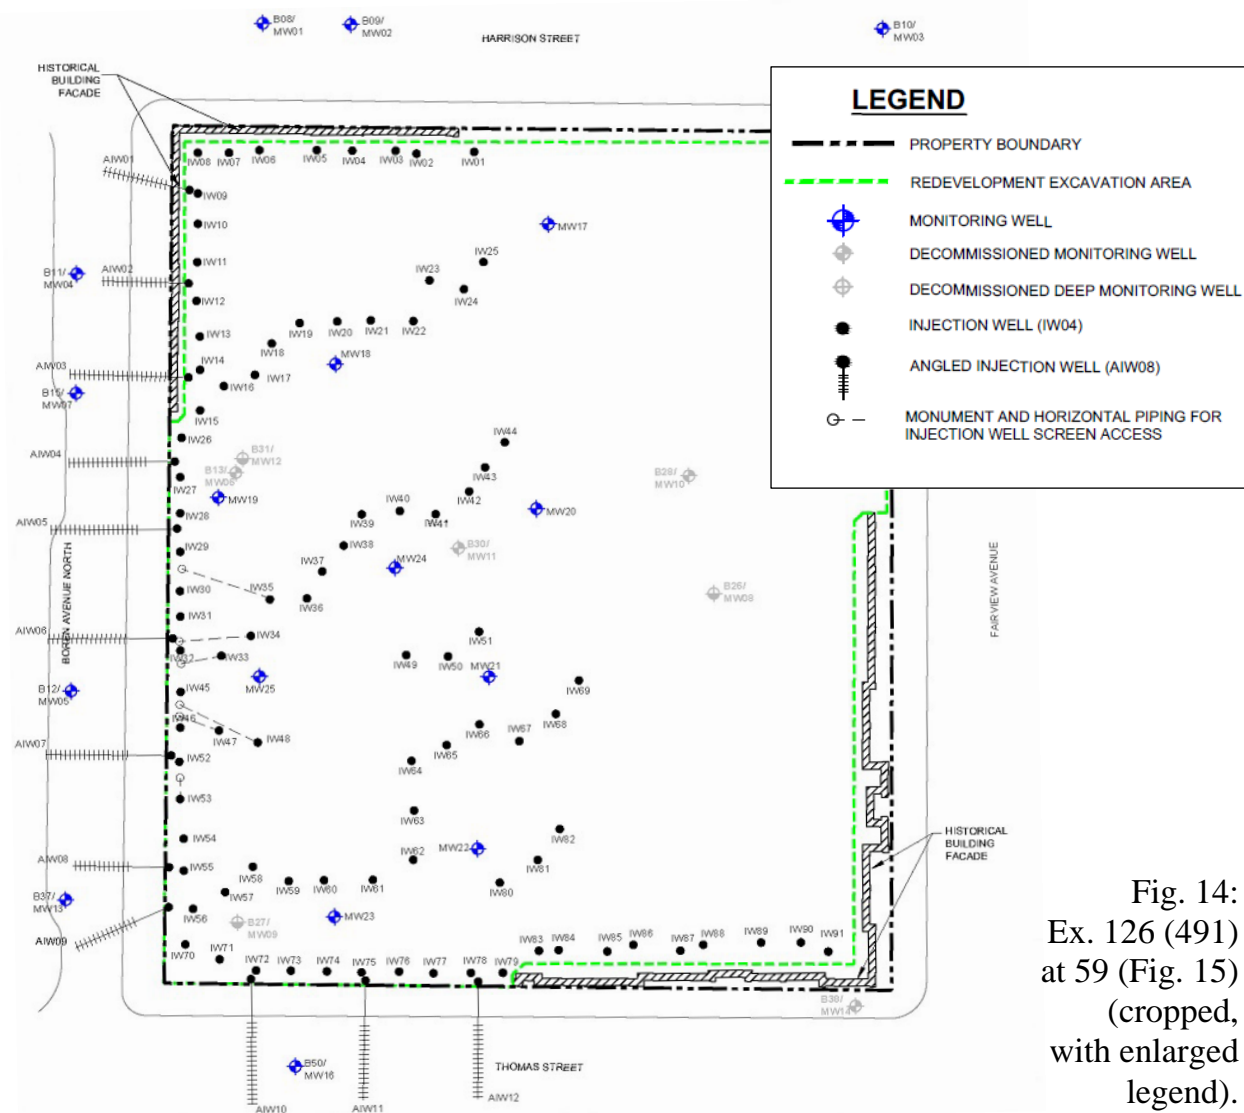 B08/
MW01
B09/
MW02
HARRISON STREET
B10/
MW03
HISTORICAL
BUILDING
FACADE
LEGEND
PROPERTY BOUNDARY
REDEVELOPMENT EXCAVATION AREA
MONITORING WELL
DECOMMISSIONED MONITORING WELL
DECOMMISSIONED DEEP MONITORING WELL
INJECTION WELL (IW04)
ANGLED INJECTION WELL (AIW08)
MONUMENT AND HORIZONTAL PIPING FOR
INJECTION WELL SCREEN ACCESS
AIW01
IW08
IW07
IW06
IW05
IW04
IW03
IW02
IW01
IW09
IW10
MW17
IW11
IW25
AIW02
B11/
MW04
IW23
IW24
IW12
IW19
IW20
IW21
IW22
IW13
IW18
MW18
AIW03
IW14
IW17
IW16
B15/
MW07
IW15
IW26
IW44
AIW04
B31/
MW12
B13/
MW06
IW43
B28/
MW10
IW27
MW19
IW42
IW28
IW40
IW39
IW41
MW20
AIW05
IW29
IW38
B30/
MW11
IW37
MW24
BOREN AVENUE NORTH
FAIRVIEW AVENUE
IW30
IW35
IW36
B26/
MW08
IW31
AIW06
IW34
IW51
IW32
IW33
IW49
IW50
MW21
B12/
MW05
IW45
MW25
IW69
IW46
IW68
IW47
IW48
IW66
IW67
AIW07
IW52
IW65
IW64
IW53
IW63
IW54
IW82
HISTORICAL
BUILDING
FACADE
MW22
AIW08
IW55
IW58
IW62
IW81
IW59
IW60
IW61
IW80
IW57
B37/
MW13
IW56
B27/
MW09
MW23
AIW09
IW70
IW71
IW72
IW73
IW74
IW75
IW76
IW77
IW78
IW79
IW83
IW84
IW85
IW86
IW87
IW88
IW89
IW90
IW91
B38/
MW14
B50/
MW16
THOMAS STREET
AIW10
AIW11
AIW12
Fig. 14:
Ex. 126 (491)
at 59 (Fig. 15)
(cropped,
with enlarged
legend).